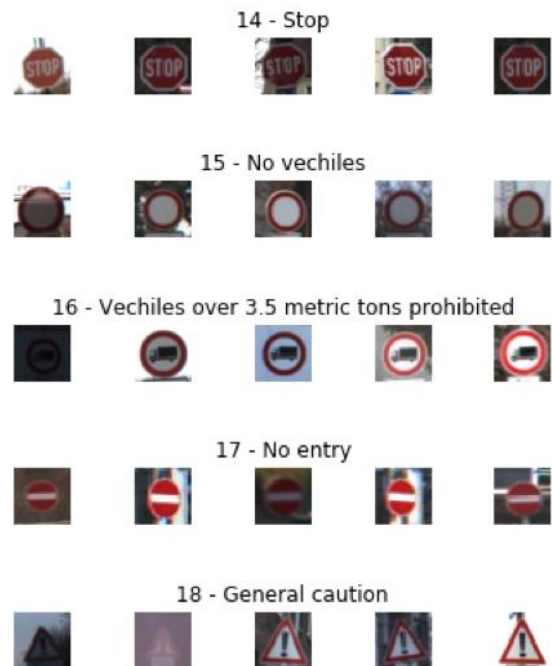 14 - Stop
STOP STOP STOP STOP STOP
15 - No vechiles
16 - Vechiles over 3.5 metric tons prohibited
17 - No entry
18 - General caution